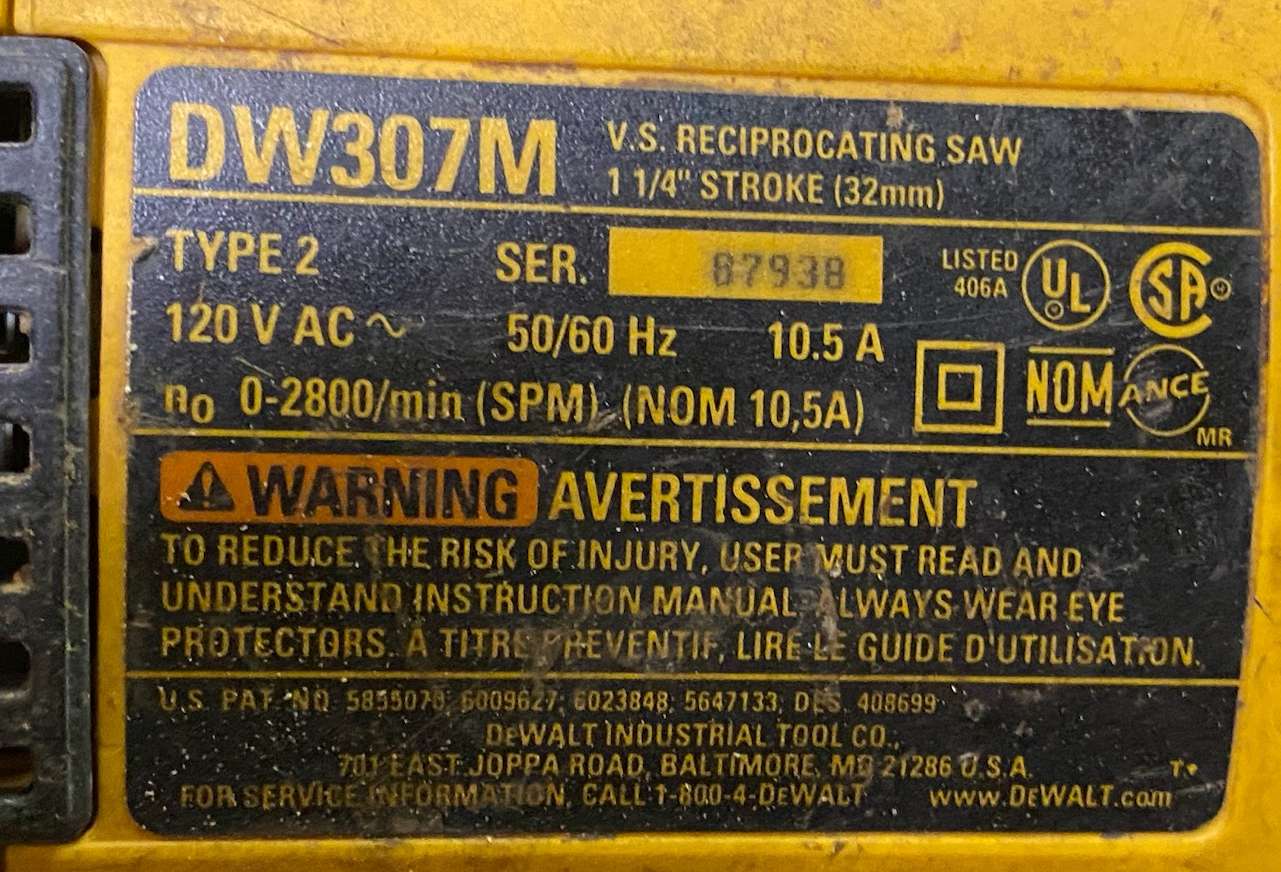 DW307M
V.S. RECIPROCATING SAW
1 1/4" STROKE (32mm)
TYPE 2 SER. 67938
LISTED
406A
UL
SA
120 V AC ~ 50/60 Hz 10.5 A
n0 0-2800/min (SPM) (NOM 10,5A)
NOM
ANCE
MR
WARNING AVERTISSEMENT
TO REDUCE THE RISK OF INJURY, USER MUST READ AND
UNDERSTAND INSTRUCTION MANUAL. ALWAYS WEAR EYE
PROTECTORS. À TITRE PRÉVENTIF, LIRE LE GUIDE D'UTILISATION.
U.S. PAT NO. 5855070; 6009627; 6023848; 5647133; DES. 408699
DEWALT INDUSTRIAL TOOL CO.,
701 EAST JOPPA ROAD, BALTIMORE, MD 21286 U.S.A.
FOR SERVICE INFORMATION, CALL 1-800-4-DEWALT www.DEWALT.com